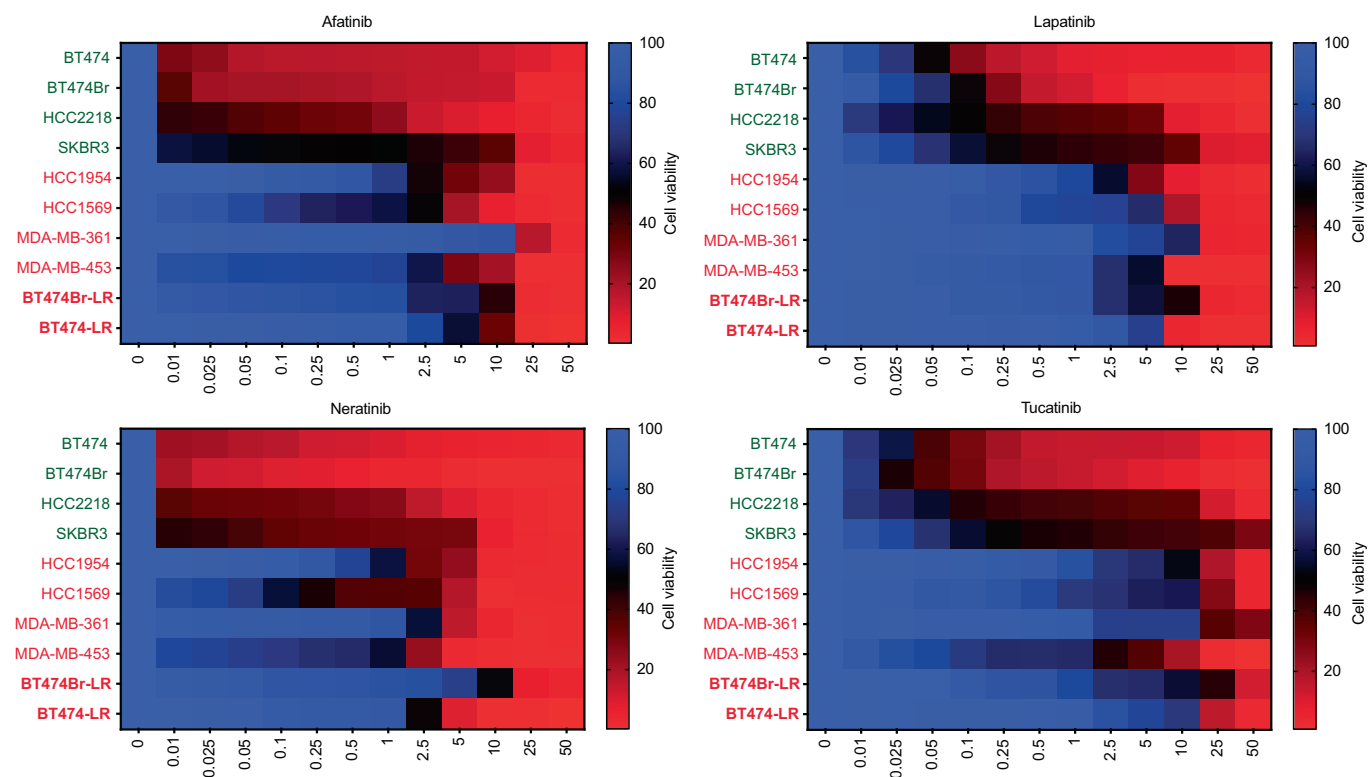 Afatinib
BT474
BT474Br
HCC2218
SKBR3
HCC1954
HCC1569
MDA-MB-361
MDA-MB-453
BT474Br-LR
BT474-LR
0 0.01 0.025 0.05 0.1 0.25 0.5 1 2.5 5 10 25 50
100
80
60
40
20
Cell viability
Lapatinib
BT474
BT474Br
HCC2218
SKBR3
HCC1954
HCC1569
MDA-MB-361
MDA-MB-453
BT474Br-LR
BT474-LR
0 0.01 0.025 0.05 0.1 0.25 0.5 1 2.5 5 10 25 50
100
80
60
40
20
Cell viability
Neratinib
BT474
BT474Br
HCC2218
SKBR3
HCC1954
HCC1569
MDA-MB-361
MDA-MB-453
BT474Br-LR
BT474-LR
0 0.01 0.025 0.05 0.1 0.25 0.5 1 2.5 5 10 25 50
100
80
60
40
20
Cell viability
Tucatinib
BT474
BT474Br
HCC2218
SKBR3
HCC1954
HCC1569
MDA-MB-361
MDA-MB-453
BT474Br-LR
BT474-LR
0 0.01 0.025 0.05 0.1 0.25 0.5 1 2.5 5 10 25 50
100
80
60
40
20
Cell viability